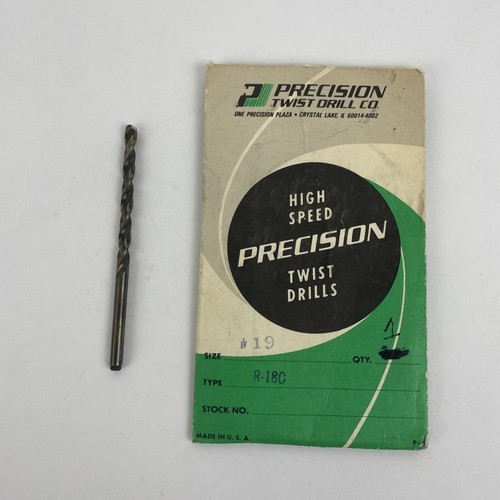 PRECISION
TWIST DRILL CO.
ONE PRECISION PLAZA • CRYSTAL LAKE, IL 60014-4002
HIGH
SPEED
PRECISION
TWIST
DRILLS
SIZE #19 QTY. 1
TYPE R-18C
STOCK NO.
MADE IN U. S. A.